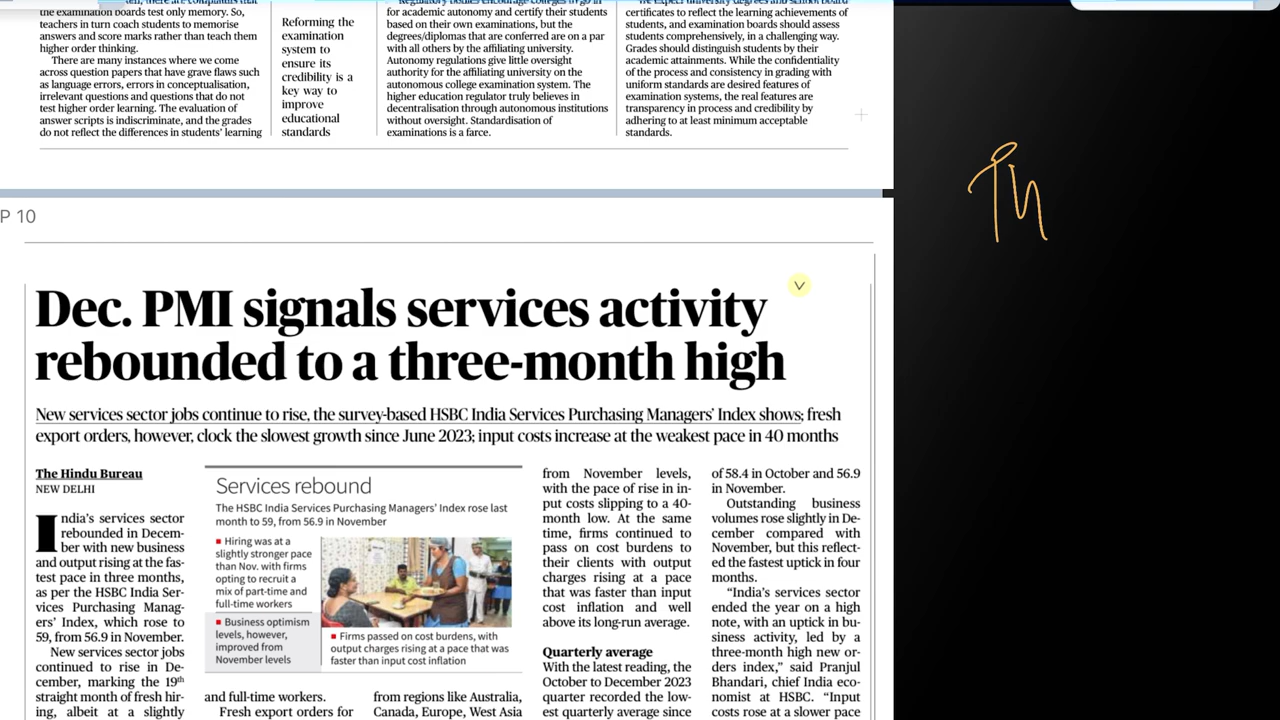 the examination boards test only memory. So,
teachers in turn coach students to memorise
answers and score marks rather than teach them
higher order thinking.
There are many instances where we come
across question papers that have grave flaws such
as language errors, errors in conceptualisation,
irrelevant questions and questions that do not
test higher order learning. The evaluation of
answer scripts is indiscriminate, and the grades
do not reflect the differences in students' learning
Reforming the
examination
system to
ensure its
credibility is a
key way to
improve
educational
standards
for academic autonomy and certify their students
based on their own examinations, but the
degrees/diplomas that are conferred are on a par
with all others by the affiliating university.
Autonomy regulations give little oversight
authority for the affiliating university on the
autonomous college examination system. The
higher education regulator truly believes in
decentralisation through autonomous institutions
without oversight. Standardisation of
examinations is a farce.
certificates to reflect the learning achievements of
students, and examination boards should assess
students comprehensively, in a challenging way.
Grades should distinguish students by their
academic attainments. While the confidentiality
of the process and consistency in grading with
uniform standards are desired features of
examination systems, the real features are
transparency in process and credibility by
adhering to at least minimum acceptable
standards.
P 10
Dec. PMI signals services activity
rebounded to a three-month high
New services sector jobs continue to rise, the survey-based HSBC India Services Purchasing Managers' Index shows; fresh
export orders, however, clock the slowest growth since June 2023; input costs increase at the weakest pace in 40 months
The Hindu Bureau
NEW DELHI
India's services sector
rebounded in Decem-
ber with new business
and output rising at the fas-
test pace in three months,
as per the HSBC India Ser-
vices Purchasing Manag-
ers' Index, which rose to
59, from 56.9 in November.
New services sector jobs
continued to rise in De-
cember, marking the 19th
straight month of fresh hir-
ing, albeit at a slightly
Services rebound
The HSBC India Services Purchasing Managers' Index rose last
month to 59, from 56.9 in November
Hiring was at a
slightly stronger pace
than Nov. with firms
opting to recruit a
mix of part-time and
full-time workers
Business optimism
levels, however,
improved from
November levels
Firms passed on cost burdens, with
output charges rising at a pace that was
faster than input cost inflation
and full-time workers.
Fresh export orders for
from regions like Australia,
Canada, Europe, West Asia
from November levels,
with the pace of rise in in-
put costs slipping to a 40-
month low. At the same
time, firms continued to
pass on cost burdens to
their clients with output
charges rising at a pace
that was faster than input
cost inflation and well
above its long-run average.
Quarterly average
With the latest reading, the
October to December 2023
quarter recorded the low-
est quarterly average since
of 58.4 in October and 56.9
in November.
Outstanding business
volumes rose slightly in De-
cember compared with
November, but this reflect-
ed the fastest uptick in four
months.
"India's services sector
ended the year on a high
note, with an uptick in bu-
siness activity, led by a
three-month high new or-
ders index," said Pranjul
Bhandari, chief India eco-
nomist at HSBC. "Input
costs rose at a slower pace